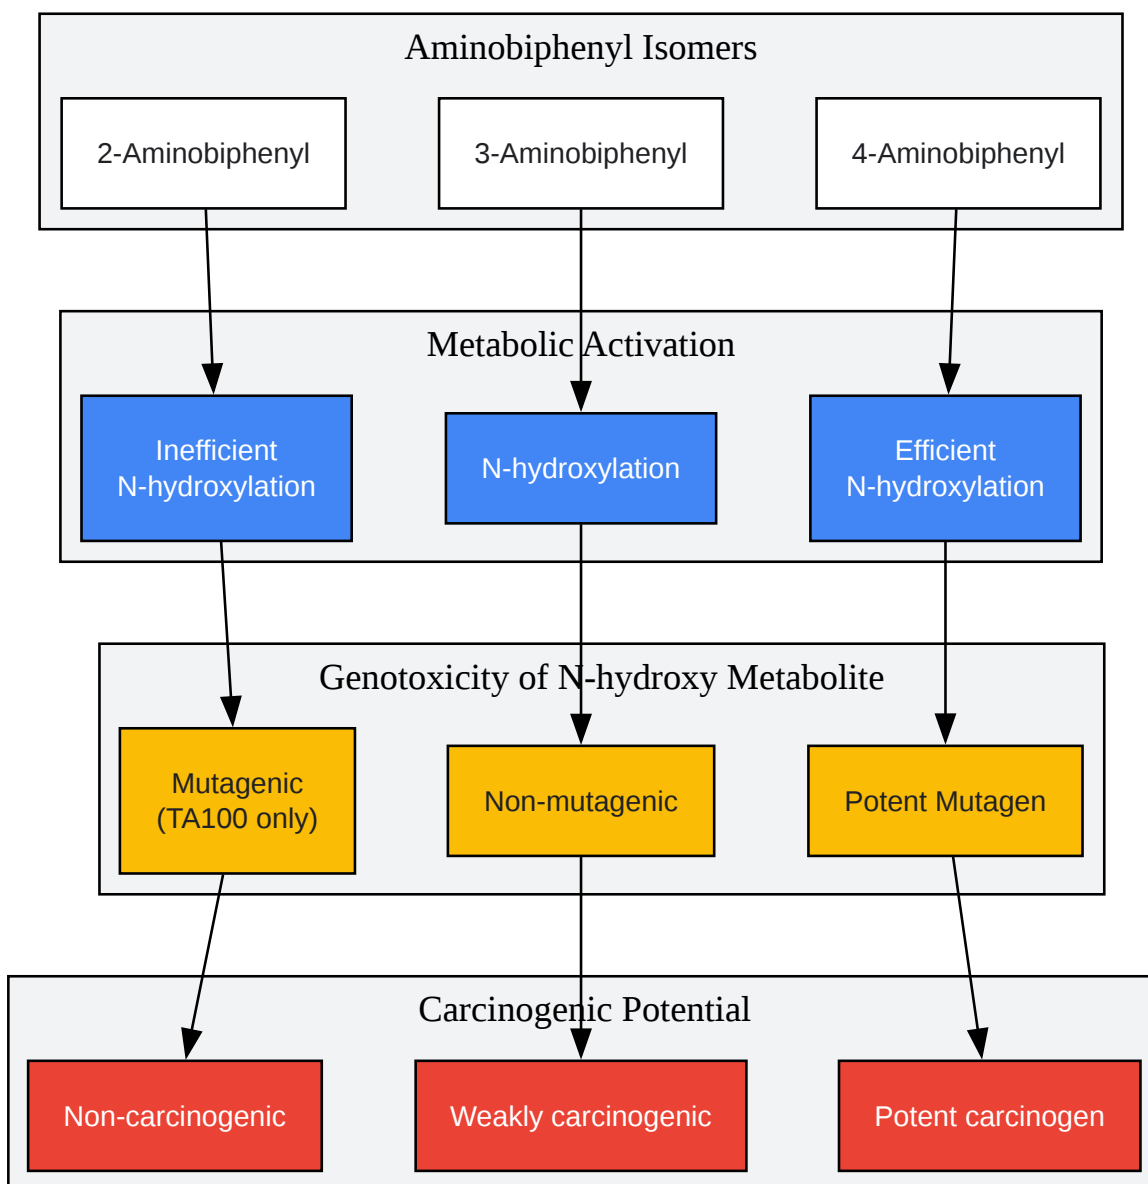 Aminobiphenyl Isomers
2-Aminobiphenyl
3-Aminobiphenyl
4-Aminobiphenyl
Metabolic Activation
Inefficient
N-hydroxylation
N-hydroxylation
Efficient
N-hydroxylation
Genotoxicity of N-hydroxy Metabolite
Mutagenic
(TA100 only)
Non-mutagenic
Potent Mutagen
Carcinogenic Potential
Non-carcinogenic
Weakly carcinogenic
Potent carcinogen